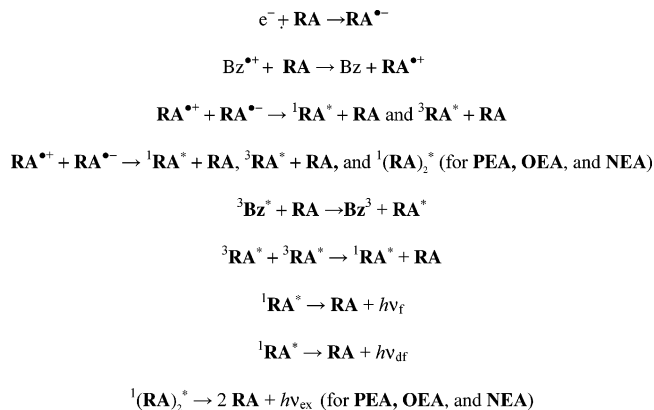 e⁻ + RA → RA•⁻
Bz•⁺ + RA → Bz + RA•⁺
RA•⁺ + RA•⁻ → ¹RA* + RA and ³RA* + RA
RA•⁺ + RA•⁻ → ¹RA* + RA, ³RA* + RA, and ¹(RA)₂* (for PEA, OEA, and NEA)
³Bz* + RA → Bz³ + RA*
³RA* + ³RA* → ¹RA* + RA
¹RA* → RA + hν_f
¹RA* → RA + hν_df
¹(RA)₂* → 2 RA + hν_ex (for PEA, OEA, and NEA)